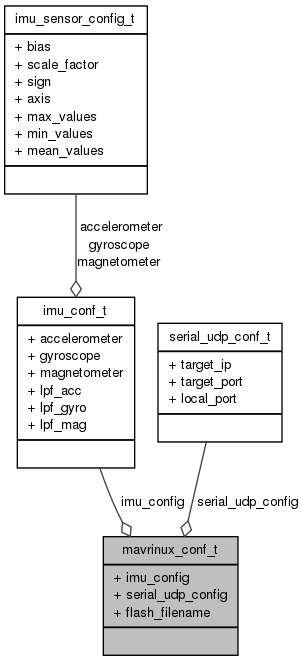 imu_sensor_config_t
+ bias
+ scale_factor
+ sign
+ axis
+ max_values
+ min_values
+ mean_values
accelerometer
gyroscope
magnetometer
imu_conf_t
+ accelerometer
+ gyroscope
+ magnetometer
+ lpf_acc
+ lpf_gyro
+ lpf_mag
serial_udp_conf_t
+ target_ip
+ target_port
+ local_port
imu_config
serial_udp_config
mavrinux_conf_t
+ imu_config
+ serial_udp_config
+ flash_filename